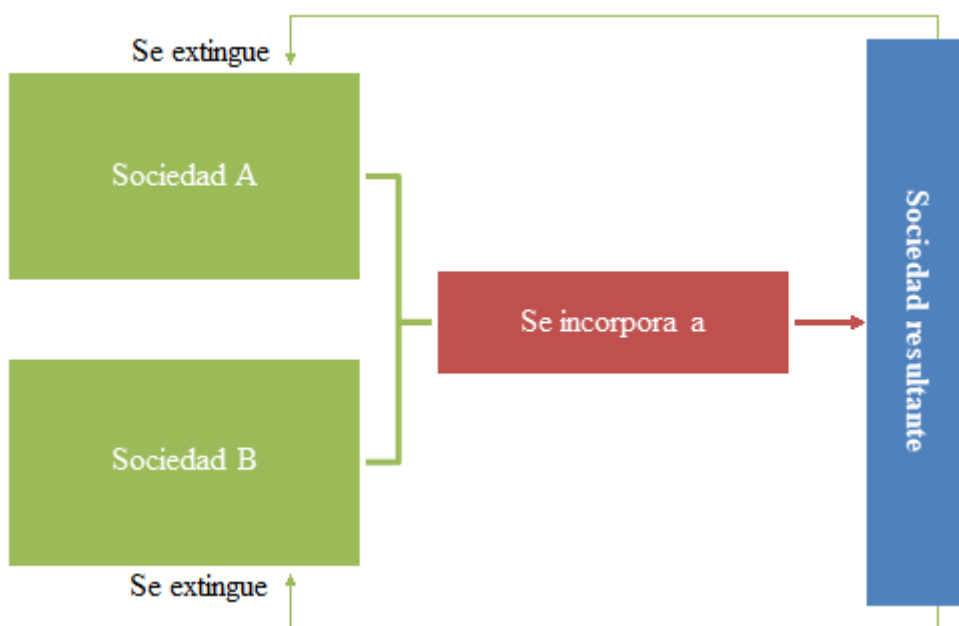 Se extingue
Sociedad A
Se incorpora a
Sociedad resultante
Sociedad B
Se extingue